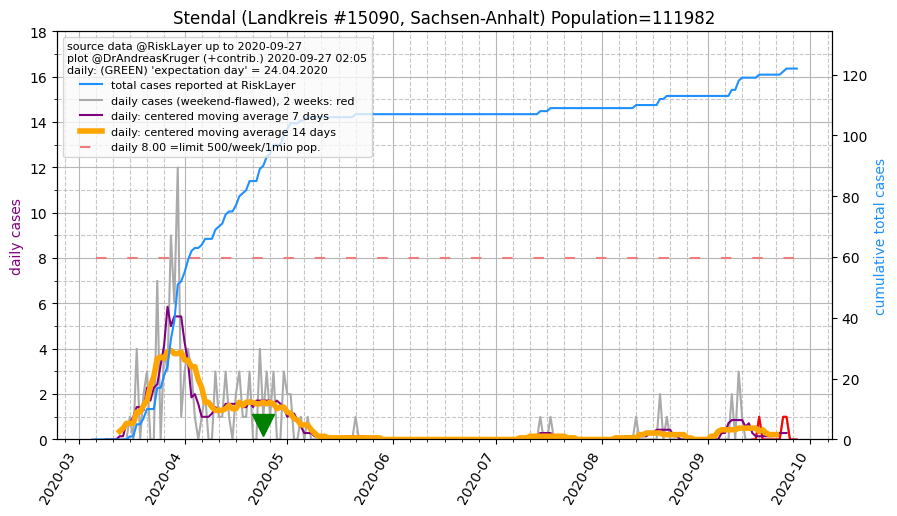 Stendal (Landkreis #15090, Sachsen-Anhalt) Population=111982
source data @RiskLayer up to 2020-09-27
plot @DrAndreasKruger (+contrib.) 2020-09-27 02:05
daily: (GREEN) 'expectation day' = 24.04.2020
total cases reported at RiskLayer
daily cases (weekend-flawed), 2 weeks: red
daily: centered moving average 7 days
daily: centered moving average 14 days
daily 8.00 =limit 500/week/1mio pop.
daily cases
18
16
14
12
10
8
6
4
2
0
cumulative total cases
120
100
80
60
40
20
0
2020-03
2020-04
2020-05
2020-06
2020-07
2020-08
2020-09
2020-10